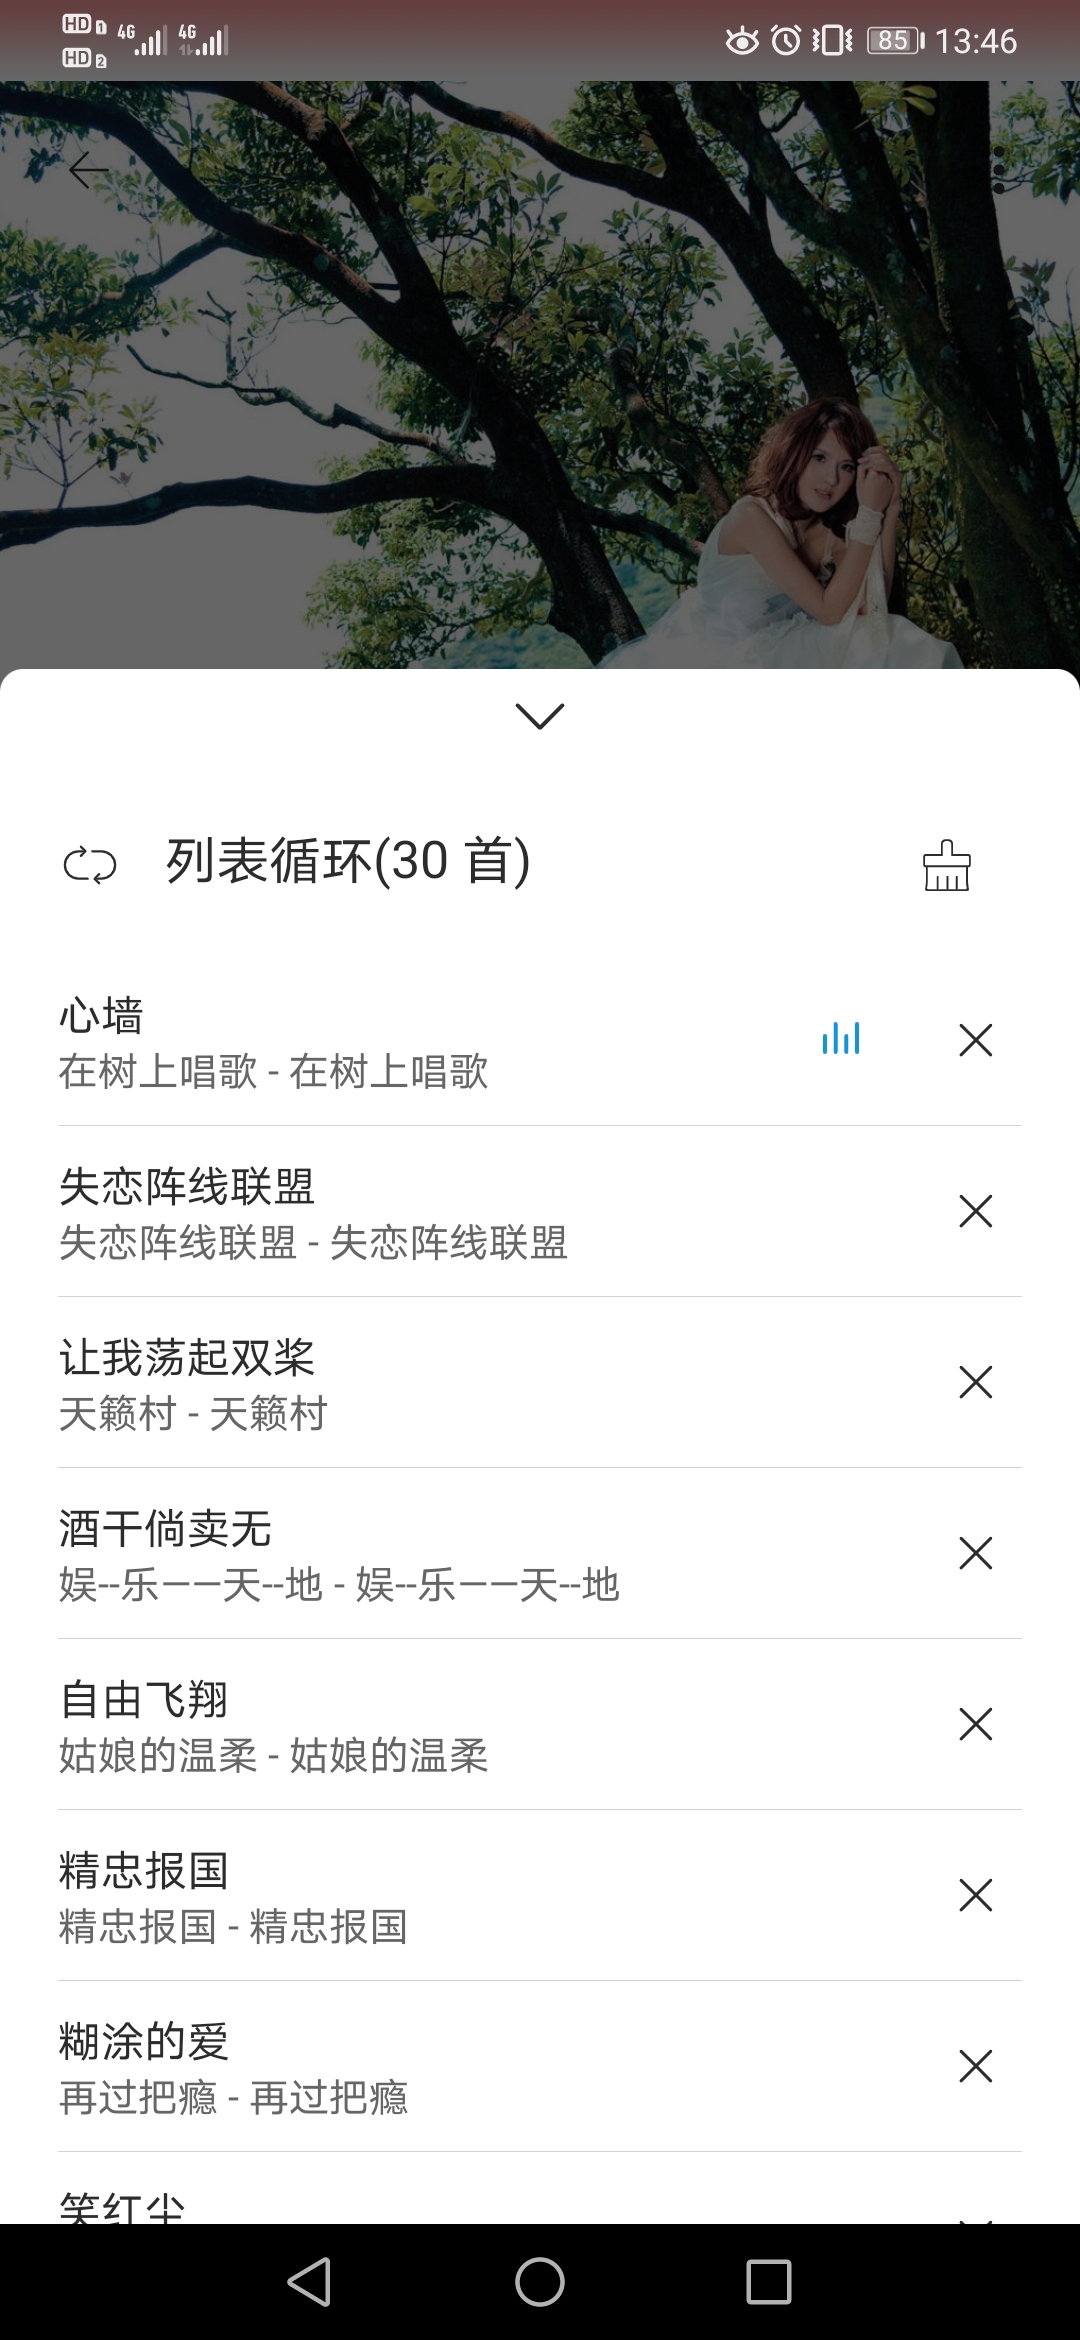 HD 1 4G 4G 85 13:46
HD 2
列表循环(30 首)
心墙
在树上唱歌 - 在树上唱歌
失恋阵线联盟
失恋阵线联盟 - 失恋阵线联盟
让我荡起双桨
天籁村 - 天籁村
酒干倘卖无
娱--乐一一天--地 - 娱--乐一一天--地
自由飞翔
姑娘的温柔 - 姑娘的温柔
精忠报国
精忠报国 - 精忠报国
糊涂的爱
再过把瘾 - 再过把瘾
笑红尘